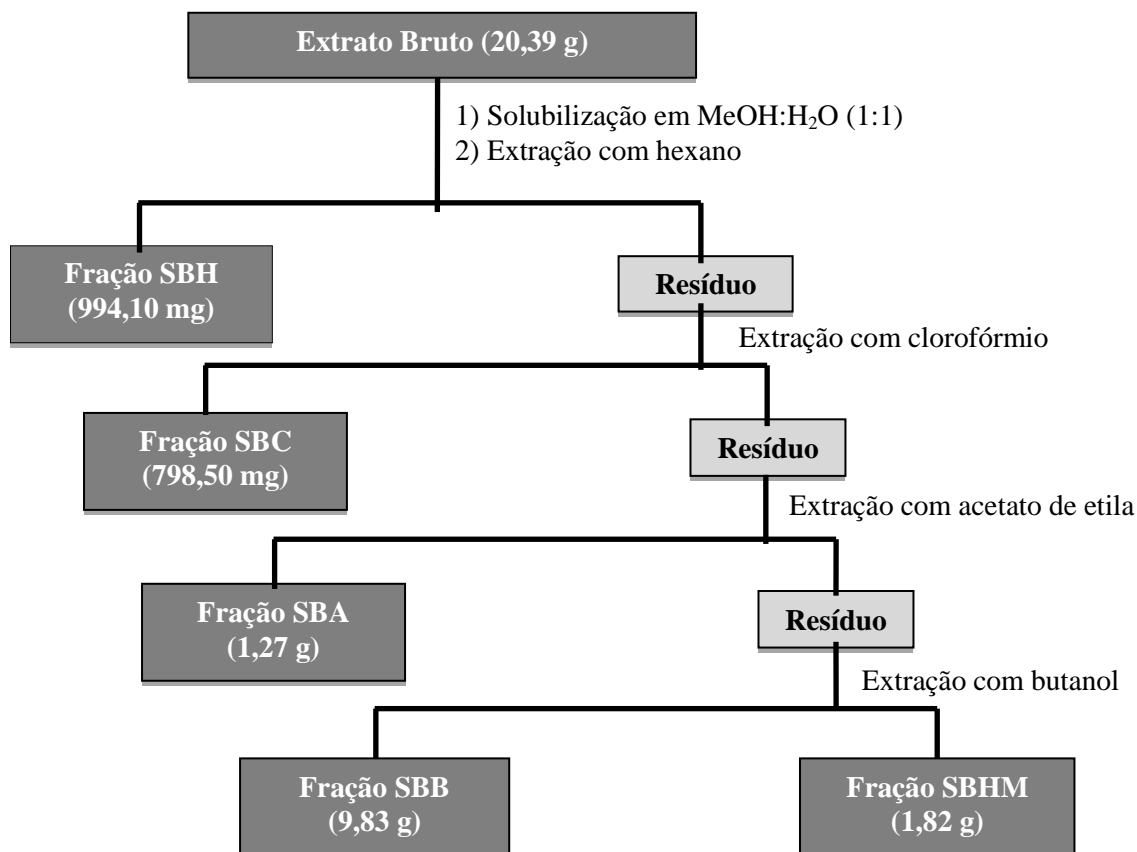 Extrato Bruto (20,39 g)
1) Solubilização em MeOH:H₂O (1:1)
2) Extração com hexano
Fração SBH
(994,10 mg)
Resíduo
Extração com clorofórmio
Fração SBC
(798,50 mg)
Resíduo
Extração com acetato de etila
Fração SBA
(1,27 g)
Resíduo
Extração com butanol
Fração SBB
(9,83 g)
Fração SBHM
(1,82 g)